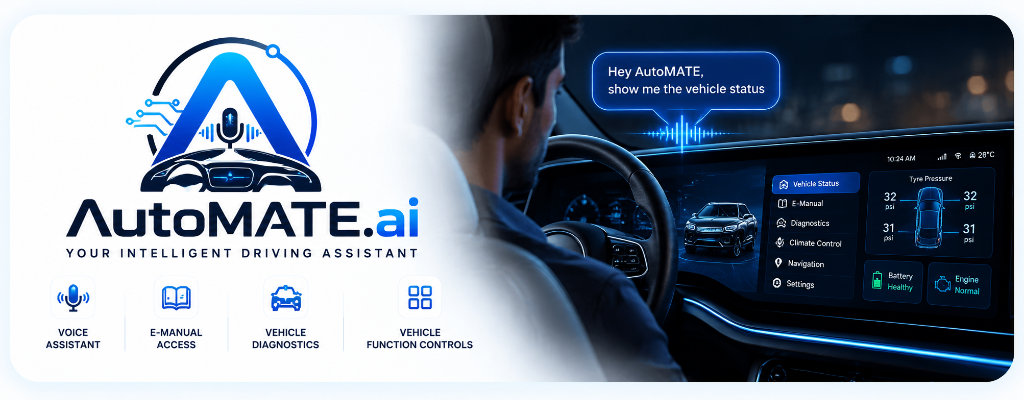 AutoMATE.ai
YOUR INTELLIGENT DRIVING ASSISTANT
VOICE
ASSISTANT
E-MANUAL
ACCESS
VEHICLE
DIAGNOSTICS
VEHICLE
FUNCTION CONTROLS
Hey AutoMATE,
show me the vehicle status
10:24 AM
28°C
Vehicle Status
E-Manual
Diagnostics
Climate Control
Navigation
Settings
Tyre Pressure
32
psi
32
psi
31
psi
31
psi
Battery
Healthy
Engine
Normal